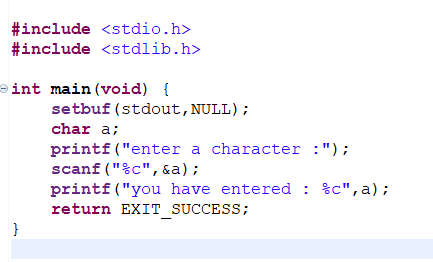 #include <stdio.h>
#include <stdlib.h>
int main(void) {
setbuf(stdout,NULL);
char a;
printf("enter a character :");
scanf("%c",&a);
printf("you have entered : %c",a);
return EXIT_SUCCESS;
}